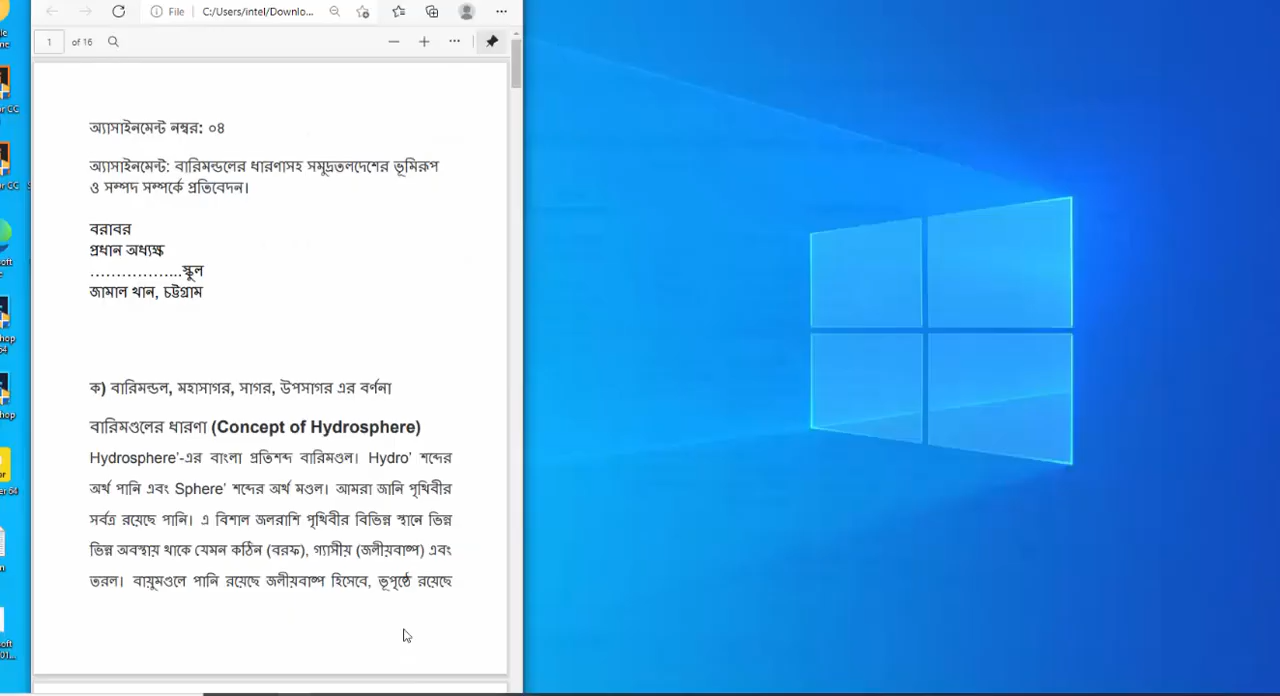 File
C:/Users/intel/Downlo...
1 of 16
অ্যাসাইনমেন্ট নম্বর: ০৪
অ্যাসাইনমেন্ট: বারিমন্ডলের ধারণাসহ সমুদ্রতলদেশের ভূমিরূপ
ও সম্পদ সম্পর্কে প্রতিবেদন।
বরাবর
প্রধান অধ্যক্ষ
………………..স্কুল
জামাল খান, চট্টগ্রাম
ক) বারিমন্ডল, মহাসাগর, সাগর, উপসাগর এর বর্ণনা
বারিমণ্ডলের ধারণা (Concept of Hydrosphere)
Hydrosphere’-এর বাংলা প্রতিশব্দ বারিমণ্ডল। Hydro’ শব্দের
অর্থ পানি এবং Sphere’ শব্দের অর্থ মণ্ডল। আমরা জানি পৃথিবীর
সর্বত্র রয়েছে পানি। এ বিশাল জলরাশি পৃথিবীর বিভিন্ন স্থানে ভিন্ন
ভিন্ন অবস্থায় থাকে যেমন কঠিন (বরফ), গ্যাসীয় (জলীয়বাষ্প) এবং
তরল। বায়ুমণ্ডলে পানি রয়েছে জলীয়বাষ্প হিসেবে, ভূপৃষ্ঠে রয়েছে